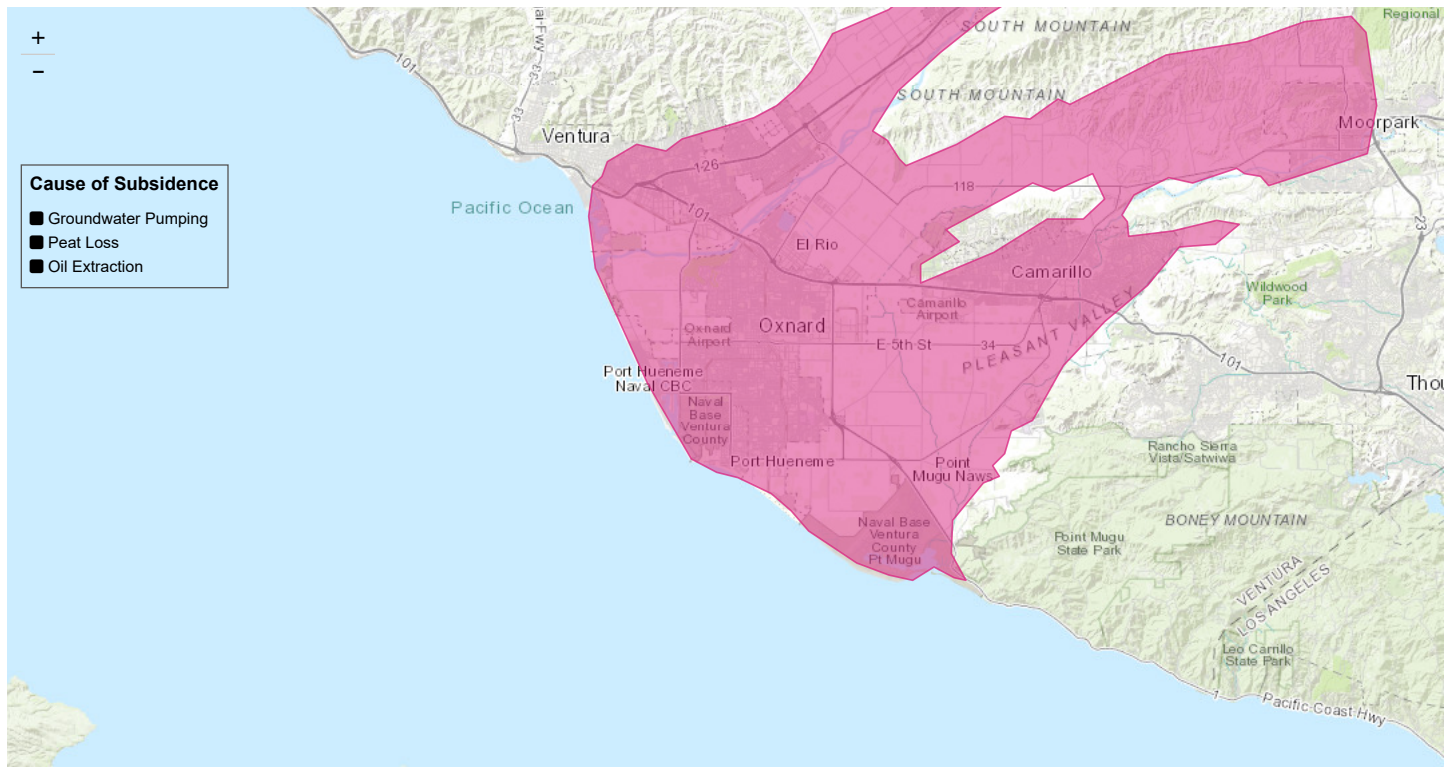 +
−
Cause of Subsidence
Groundwater Pumping
Peat Loss
Oil Extraction
Regional
SOUTH MOUNTAIN
33
101
SOUTH MOUNTAIN
33
Ventura
Moorpark
126
118
Pacific Ocean
101
23
El Rio
Camarillo
Wildwood
Park
Camarillo
Airport
Oxnard
Oxnard
Airport
PLEASANT VALLEY
E 5th St
34
101
Port Hueneme
Naval CBC
Thou
Naval
Base
Ventura
County
Rancho Sierra
Vista/Satwiwa
Port Hueneme
Point
Mugu Naws
BONEY MOUNTAIN
Naval Base
Ventura
County
Pt Mugu
Point Mugu
State Park
VENTURA
LOS ANGELES
Leo Carrillo
State Park
1
Pacific Coast Hwy